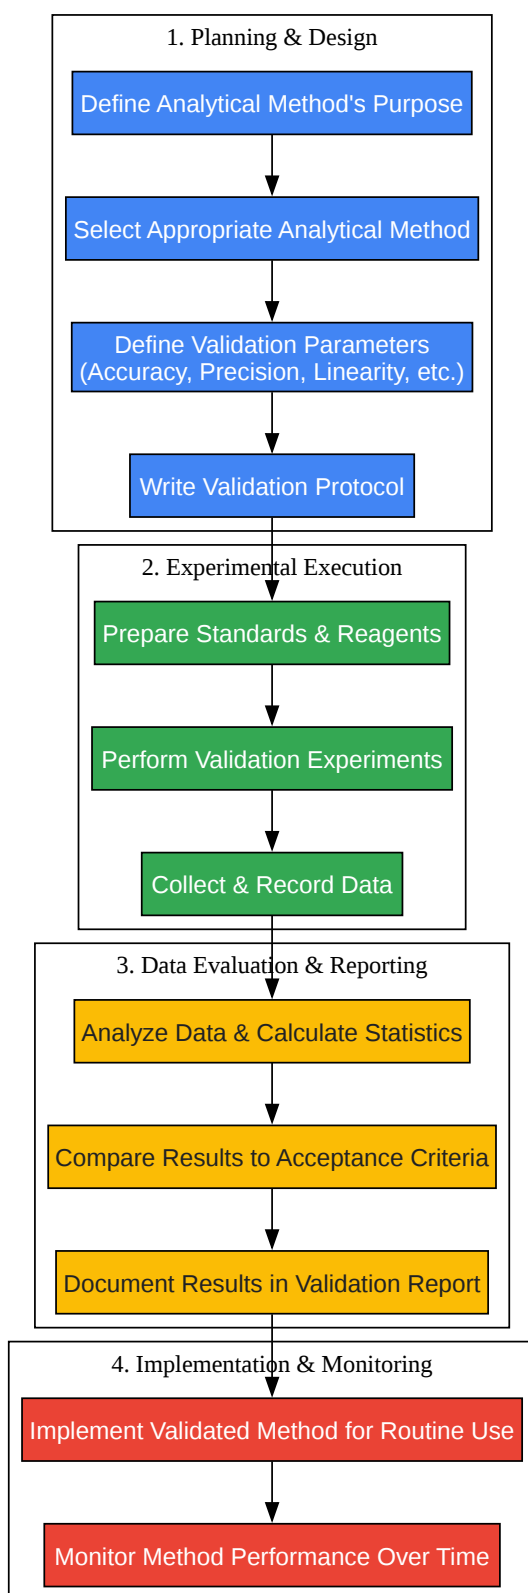 1. Planning & Design
Define Analytical Method's Purpose
Select Appropriate Analytical Method
Define Validation Parameters
(Accuracy, Precision, Linearity, etc.)
Write Validation Protocol
2. Experimental Execution
Prepare Standards & Reagents
Perform Validation Experiments
Collect & Record Data
3. Data Evaluation & Reporting
Analyze Data & Calculate Statistics
Compare Results to Acceptance Criteria
Document Results in Validation Report
4. Implementation & Monitoring
Implement Validated Method for Routine Use
Monitor Method Performance Over Time